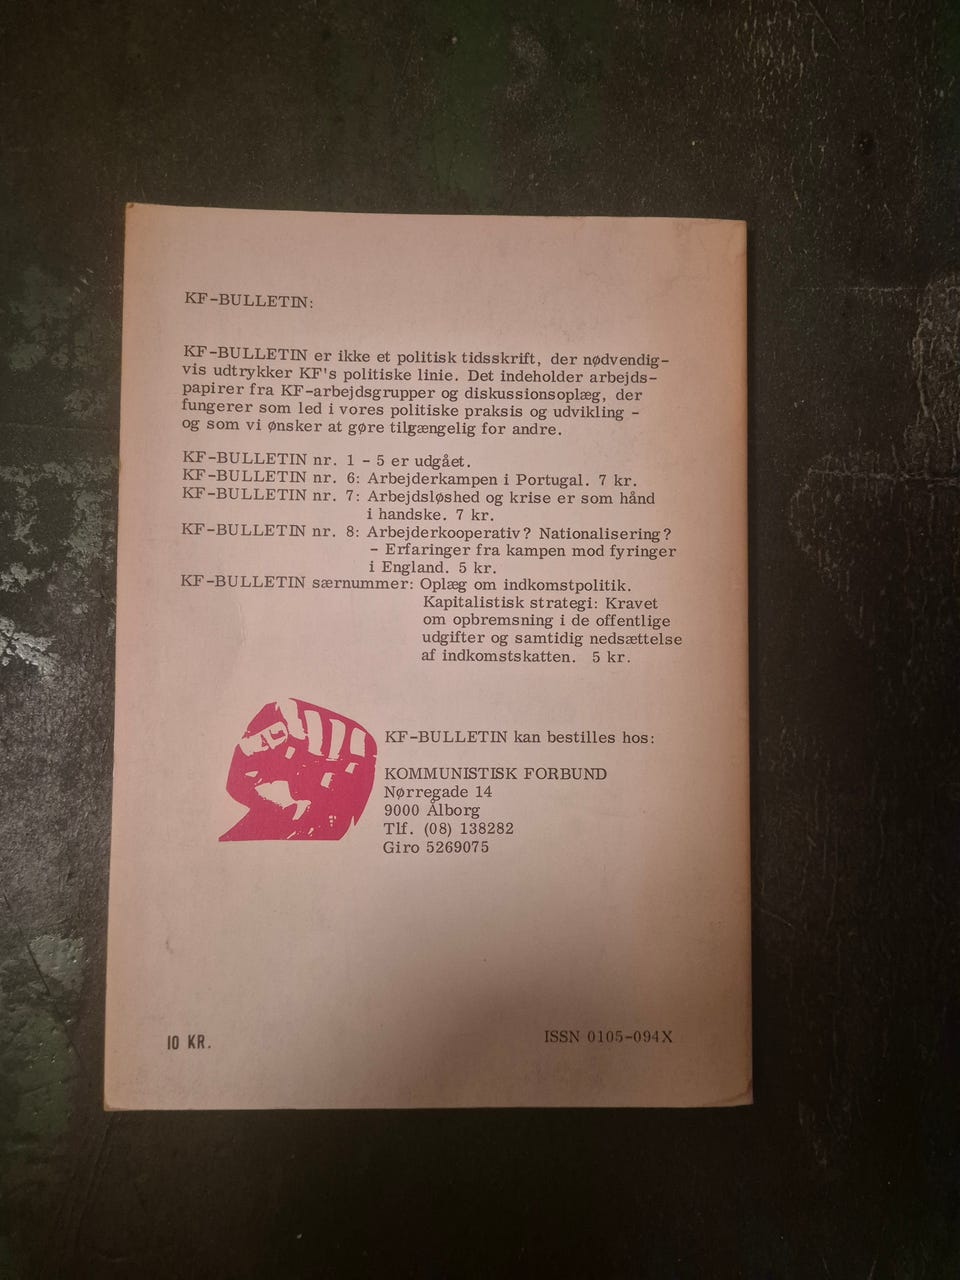 KF-BULLETIN:
KF-BULLETIN er ikke et politisk tidsskrift, der nødvendig-
vis udtrykker KF's politiske linie. Det indeholder arbejds-
papirer fra KF-arbejdsgrupper og diskussionsoplæg, der
fungerer som led i vores politiske praksis og udvikling -
og som vi ønsker at gøre tilgængelig for andre.
KF-BULLETIN nr. 1 - 5 er udgået.
KF-BULLETIN nr. 6: Arbejderkampen i Portugal. 7 kr.
KF-BULLETIN nr. 7: Arbejdsløshed og krise er som hånd
i handske. 7 kr.
KF-BULLETIN nr. 8: Arbejderkooperativ? Nationalisering?
- Erfaringer fra kampen mod fyringer
i England. 5 kr.
KF-BULLETIN særnummer: Oplæg om indkomstpolitik.
Kapitalistisk strategi: Kravet
om opbremsning i de offentlige
udgifter og samtidig nedsættelse
af indkomstskatten. 5 kr.
KF-BULLETIN kan bestilles hos:
KOMMUNISTISK FORBUND
Nørregade 14
9000 Ålborg
Tlf. (08) 138282
Giro 5269075
10 KR.
ISSN 0105-094X